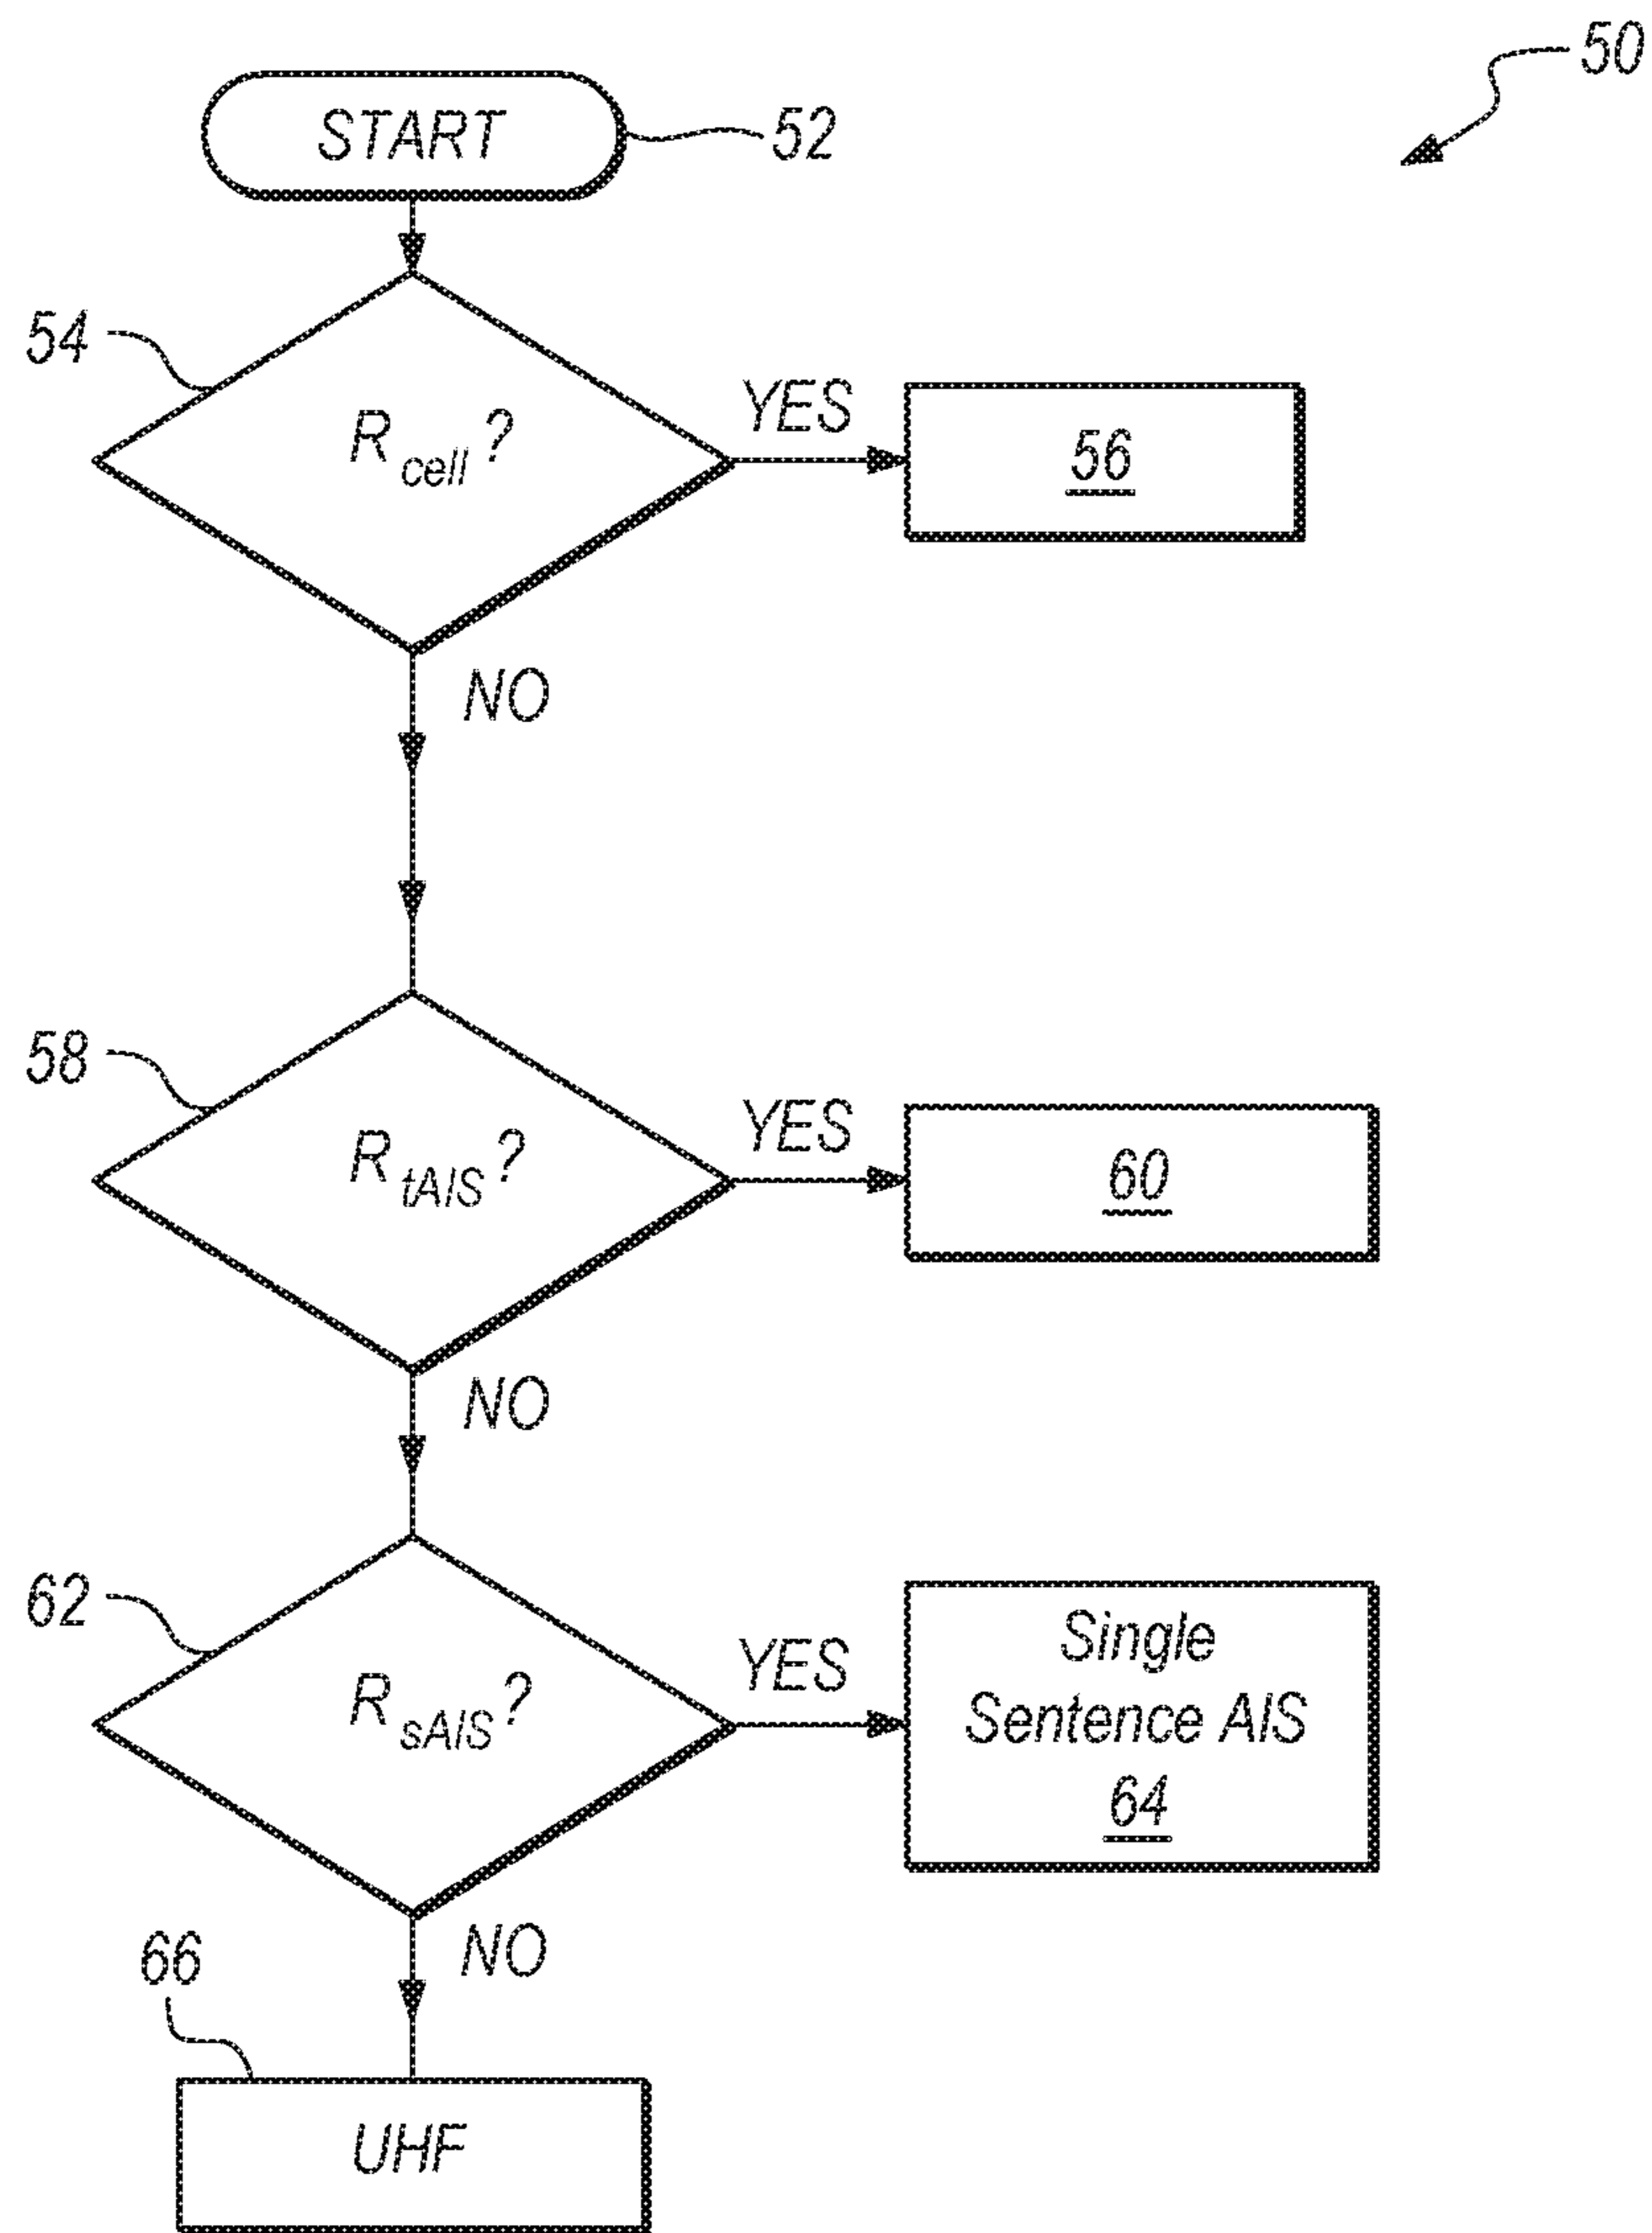 50
START
52
54
R cell ?
YES
56
NO
58
R tAIS ?
YES
60
NO
62
R sAIS ?
YES
Single
Sentence AIS
64
NO
66
UHF